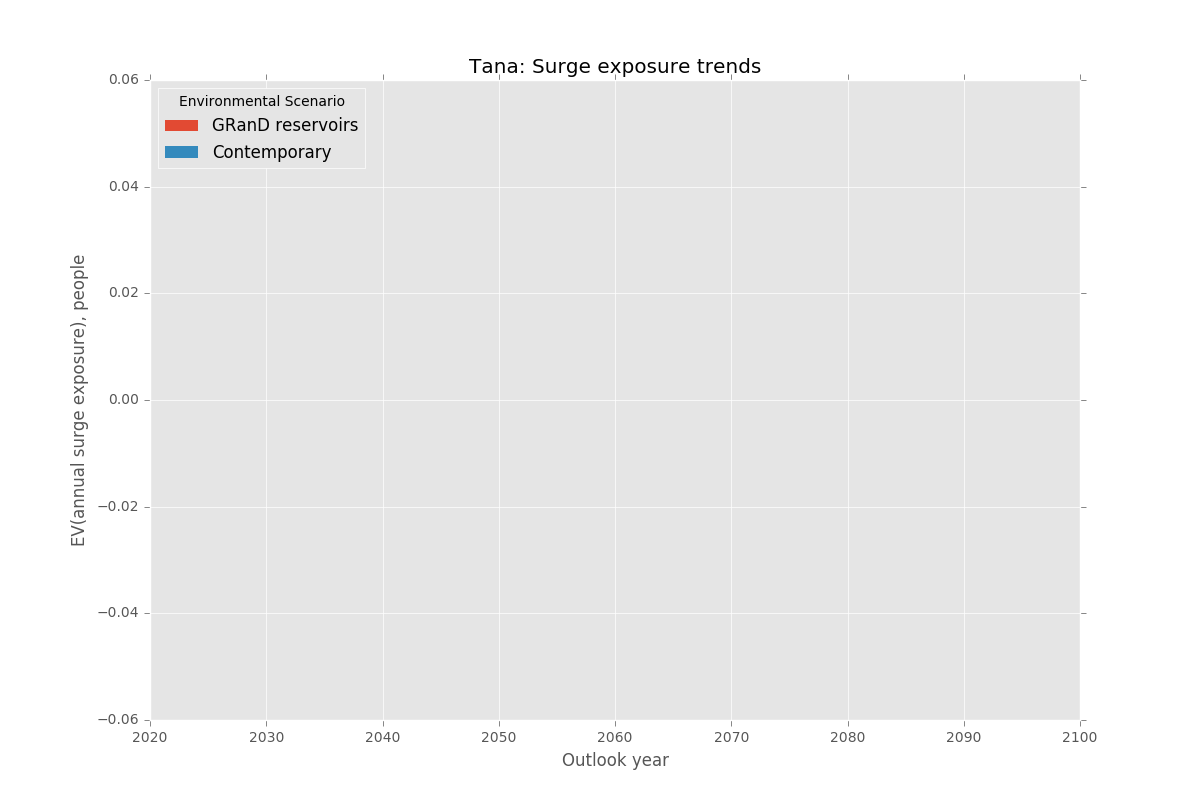 Tana: Surge exposure trends
Environmental Scenario
GRanD reservoirs
Contemporary
0.06
0.04
0.02
0.00
−0.02
−0.04
−0.06
EV(annual surge exposure), people
2020 2030 2040 2050 2060 2070 2080 2090 2100
Outlook year